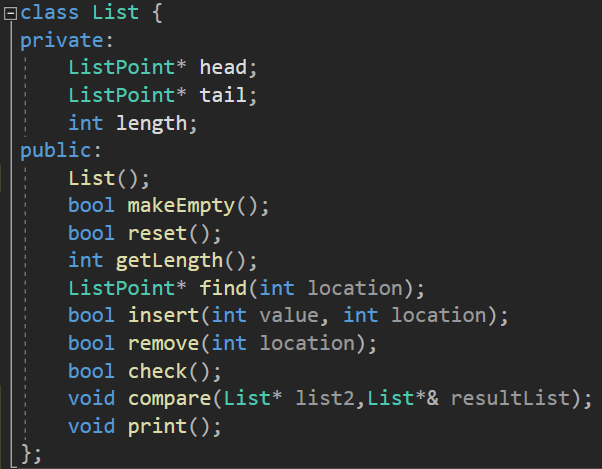 class List {
private:
    ListPoint* head;
    ListPoint* tail;
    int length;
public:
    List();
    bool makeEmpty();
    bool reset();
    int getLength();
    ListPoint* find(int location);
    bool insert(int value, int location);
    bool remove(int location);
    bool check();
    void compare(List* list2,List*& resultList);
    void print();
};